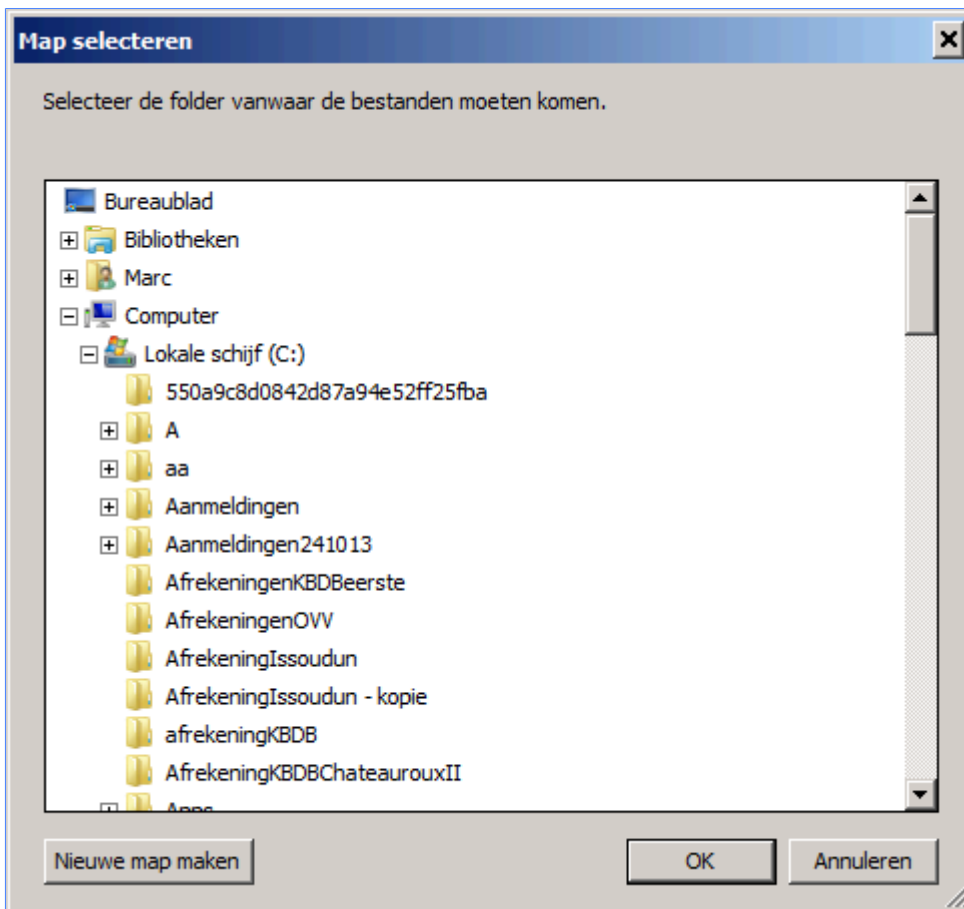 Map selecteren
Selecteer de folder vanwaar de bestanden moeten komen.
Bureaublad
Bibliotheken
Marc
Computer
Lokale schijf (C:)
550a9c8d0842d87a94e52ff25fba
A
aa
Aanmeldingen
Aanmeldingen241013
AfrekeningenKBDBeerste
AfrekeningenOVV
AfrekeningIssoudun
AfrekeningIssoudun - kopie
afrekeningKBDB
AfrekeningKBDBChateaurouxII
Apps
Nieuwe map maken
OK
Annuleren